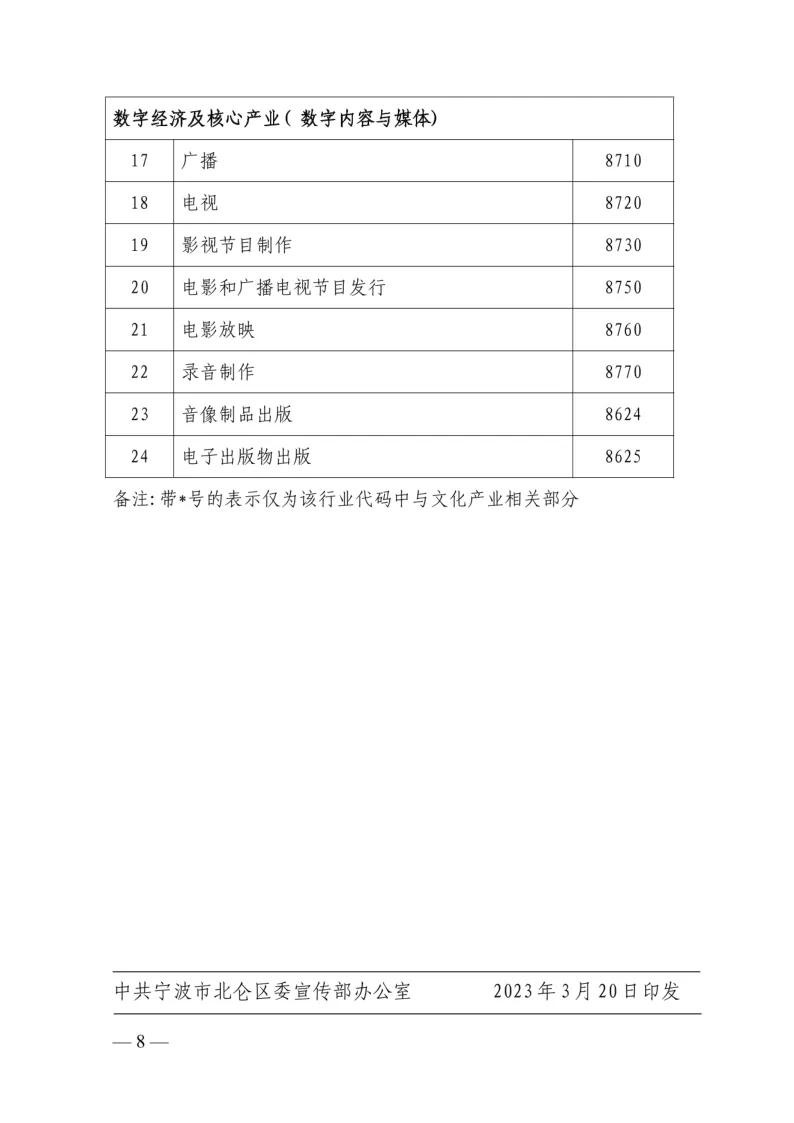 数字经济及核心产业(数字内容与媒体)
17 广播 8710
18 电视 8720
19 影视节目制作 8730
20 电影和广播电视节目发行 8750
21 电影放映 8760
22 录音制作 8770
23 音像制品出版 8624
24 电子出版物出版 8625
备注:带*号的表示仅为该行业代码中与文化产业相关部分
中共宁波市北仑区委宣传部办公室 2023年3月20日印发
— 8 —